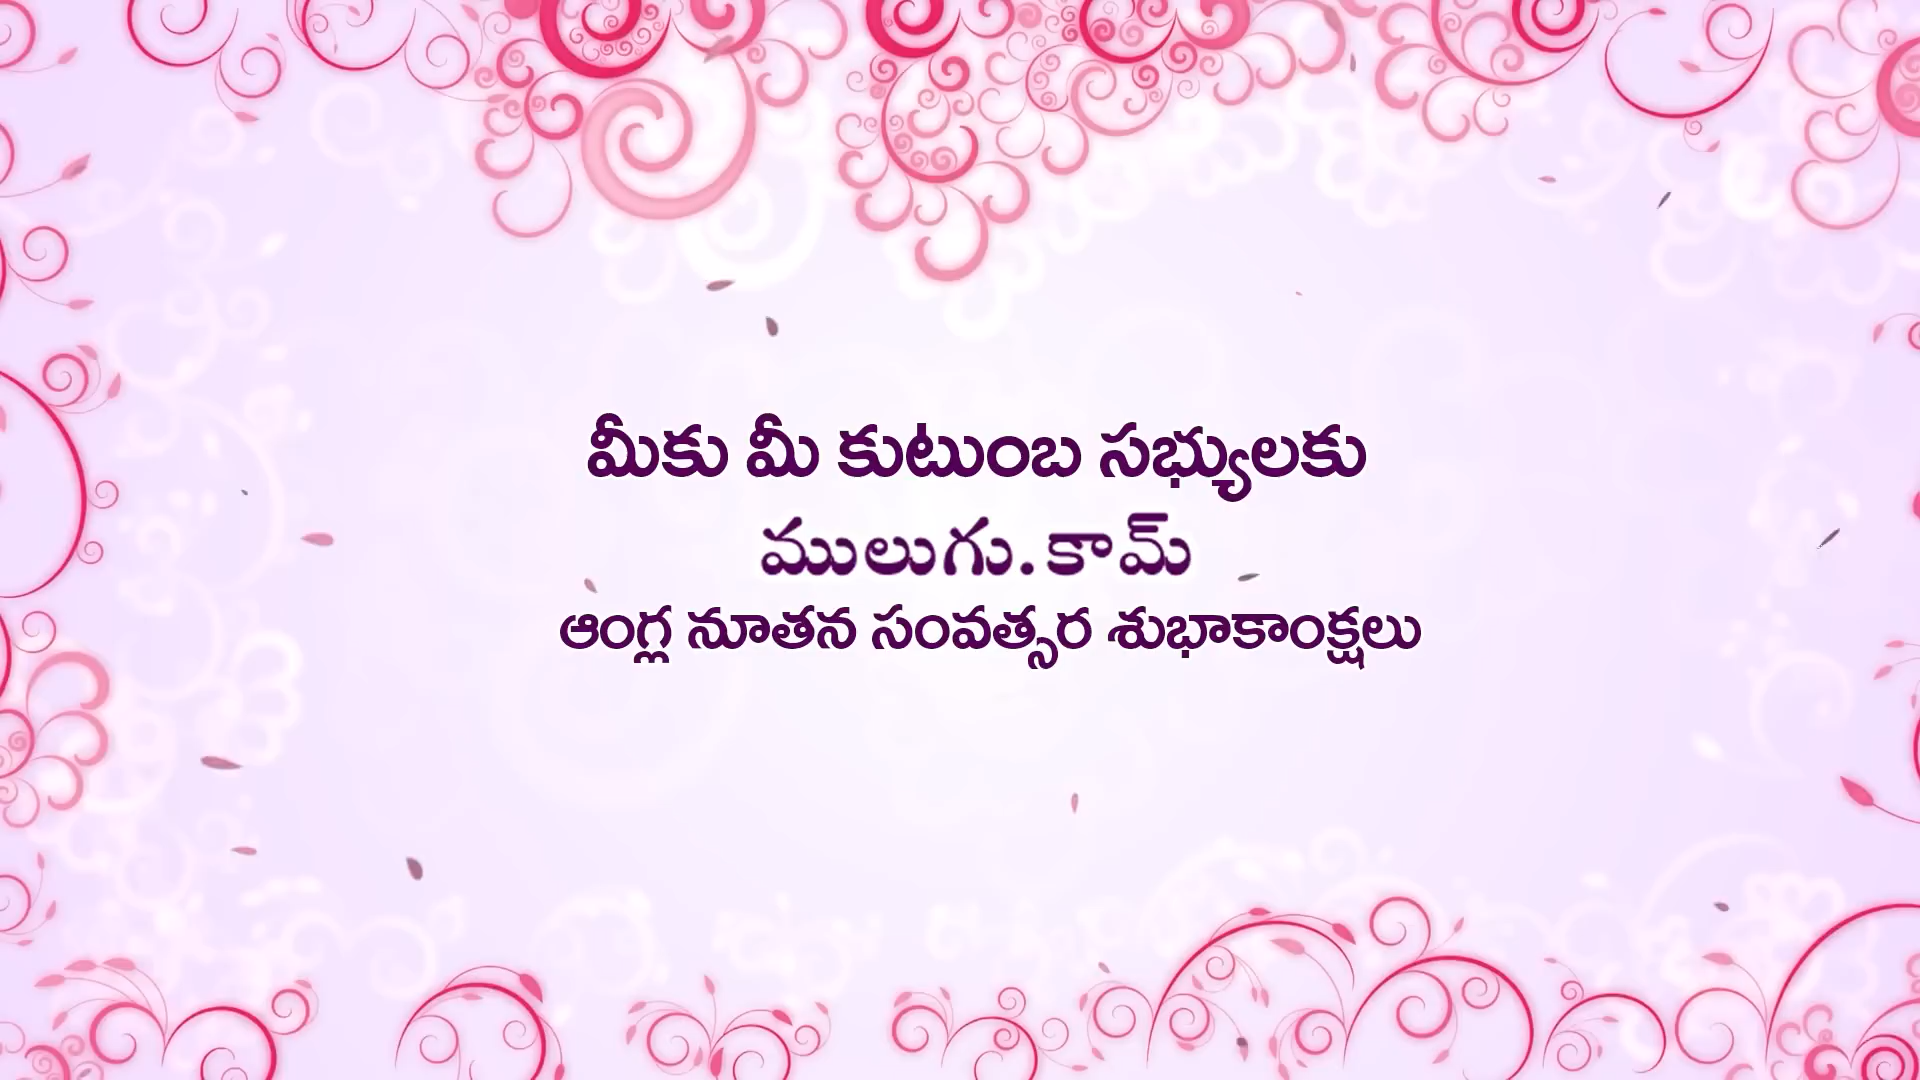 మీకు మీ కుటుంబ సభ్యులకు
ములుగు.కామ్
ఆంగ్ల నూతన సంవత్సర శుభాకాంక్షలు